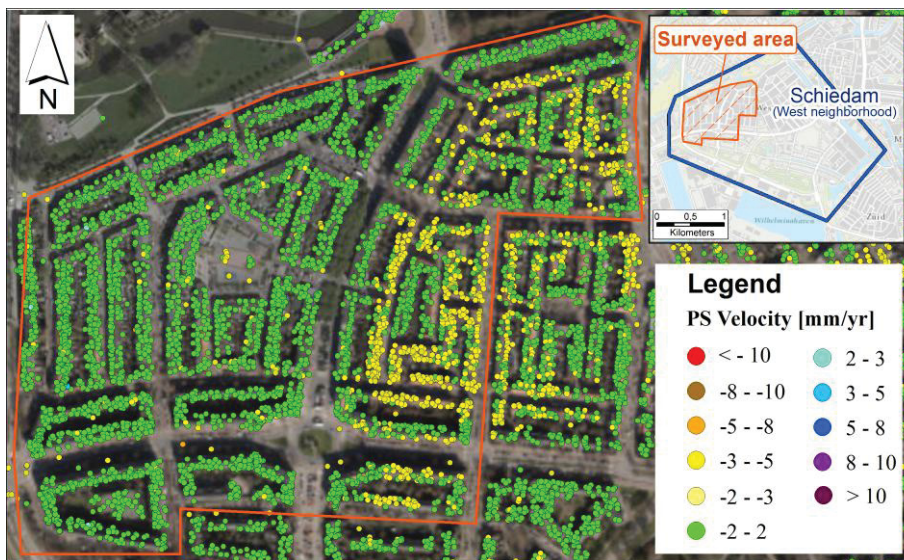 N
Surveyed area
Schiedam
(West neighborhood)
Wilhelminahaven
Zuid
0 0,5 1
Kilometers
Legend
PS Velocity [mm/yr]
< - 10
-8 - -10
-5 - -8
-3 - -5
-2 - -3
-2 - 2
2 - 3
3 - 5
5 - 8
8 - 10
> 10